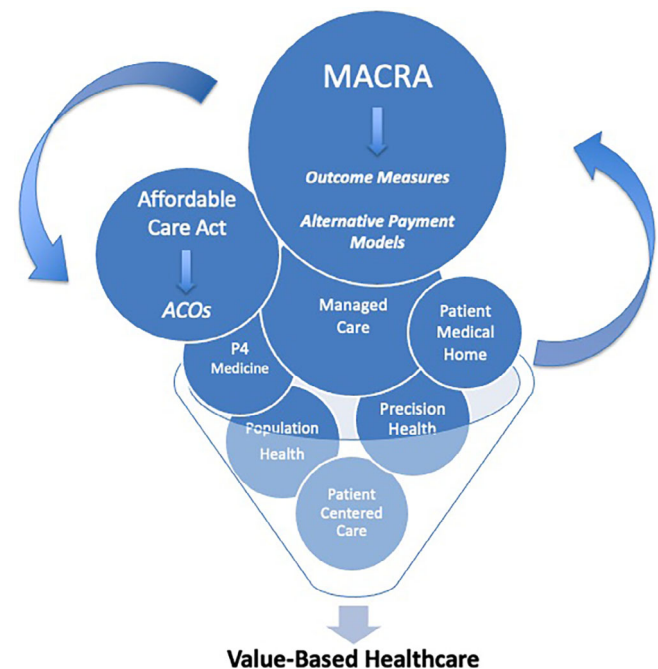 MACRA
Outcome Measures
Alternative Payment
Models
Affordable
Care Act
ACOs
Managed
Care
Patient
Medical
Home
P4
Medicine
Precision
Health
Population
Health
Patient
Centered
Care
Value-Based Healthcare